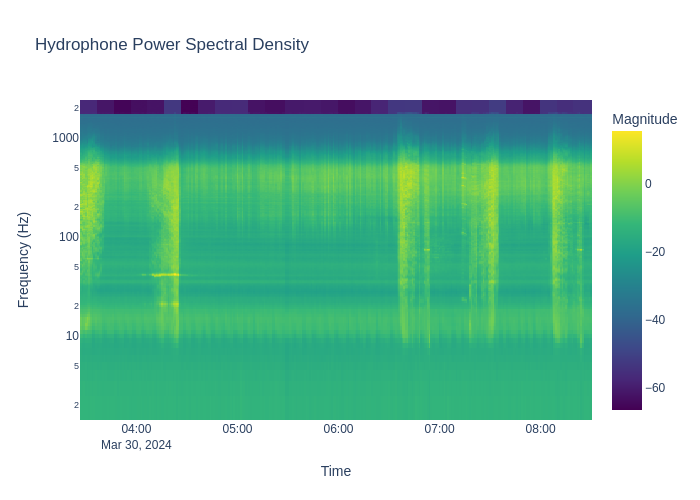 Hydrophone Power Spectral Density
Magnitude
2
1000
5
2
100
5
2
10
5
2
0
−20
−40
−60
Frequency (Hz)
04:00 05:00 06:00 07:00 08:00
Mar 30, 2024
Time